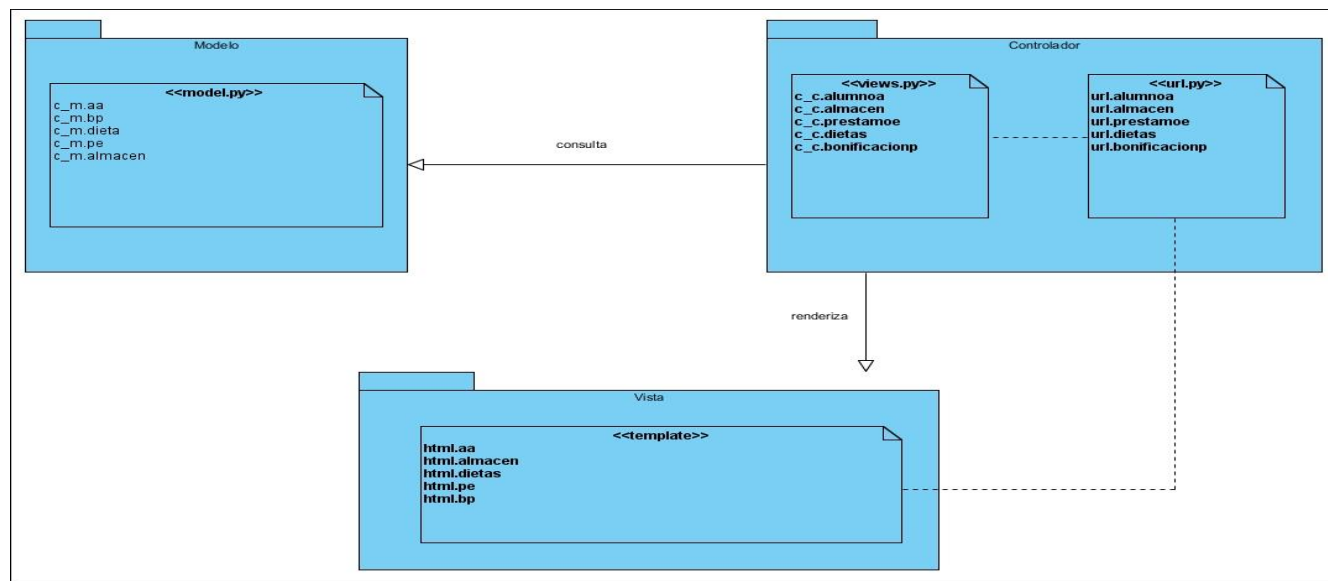 Modelo
<<model.py>>
c_m.aa
c_m.bp
c_m.dieta
c_m.pe
c_m.almacen
consulta
Controlador
<<views.py>>
c_c.alumnoa
c_c.almacen
c_c.prestamoe
c_c.dietas
c_c.bonificacionp
<<url.py>>
url.alumnoa
url.almacen
url.prestamoe
url.dietas
url.bonificacionp
renderiza
Vista
<<template>>
html.aa
html.almacen
html.dietas
html.pe
html.bp